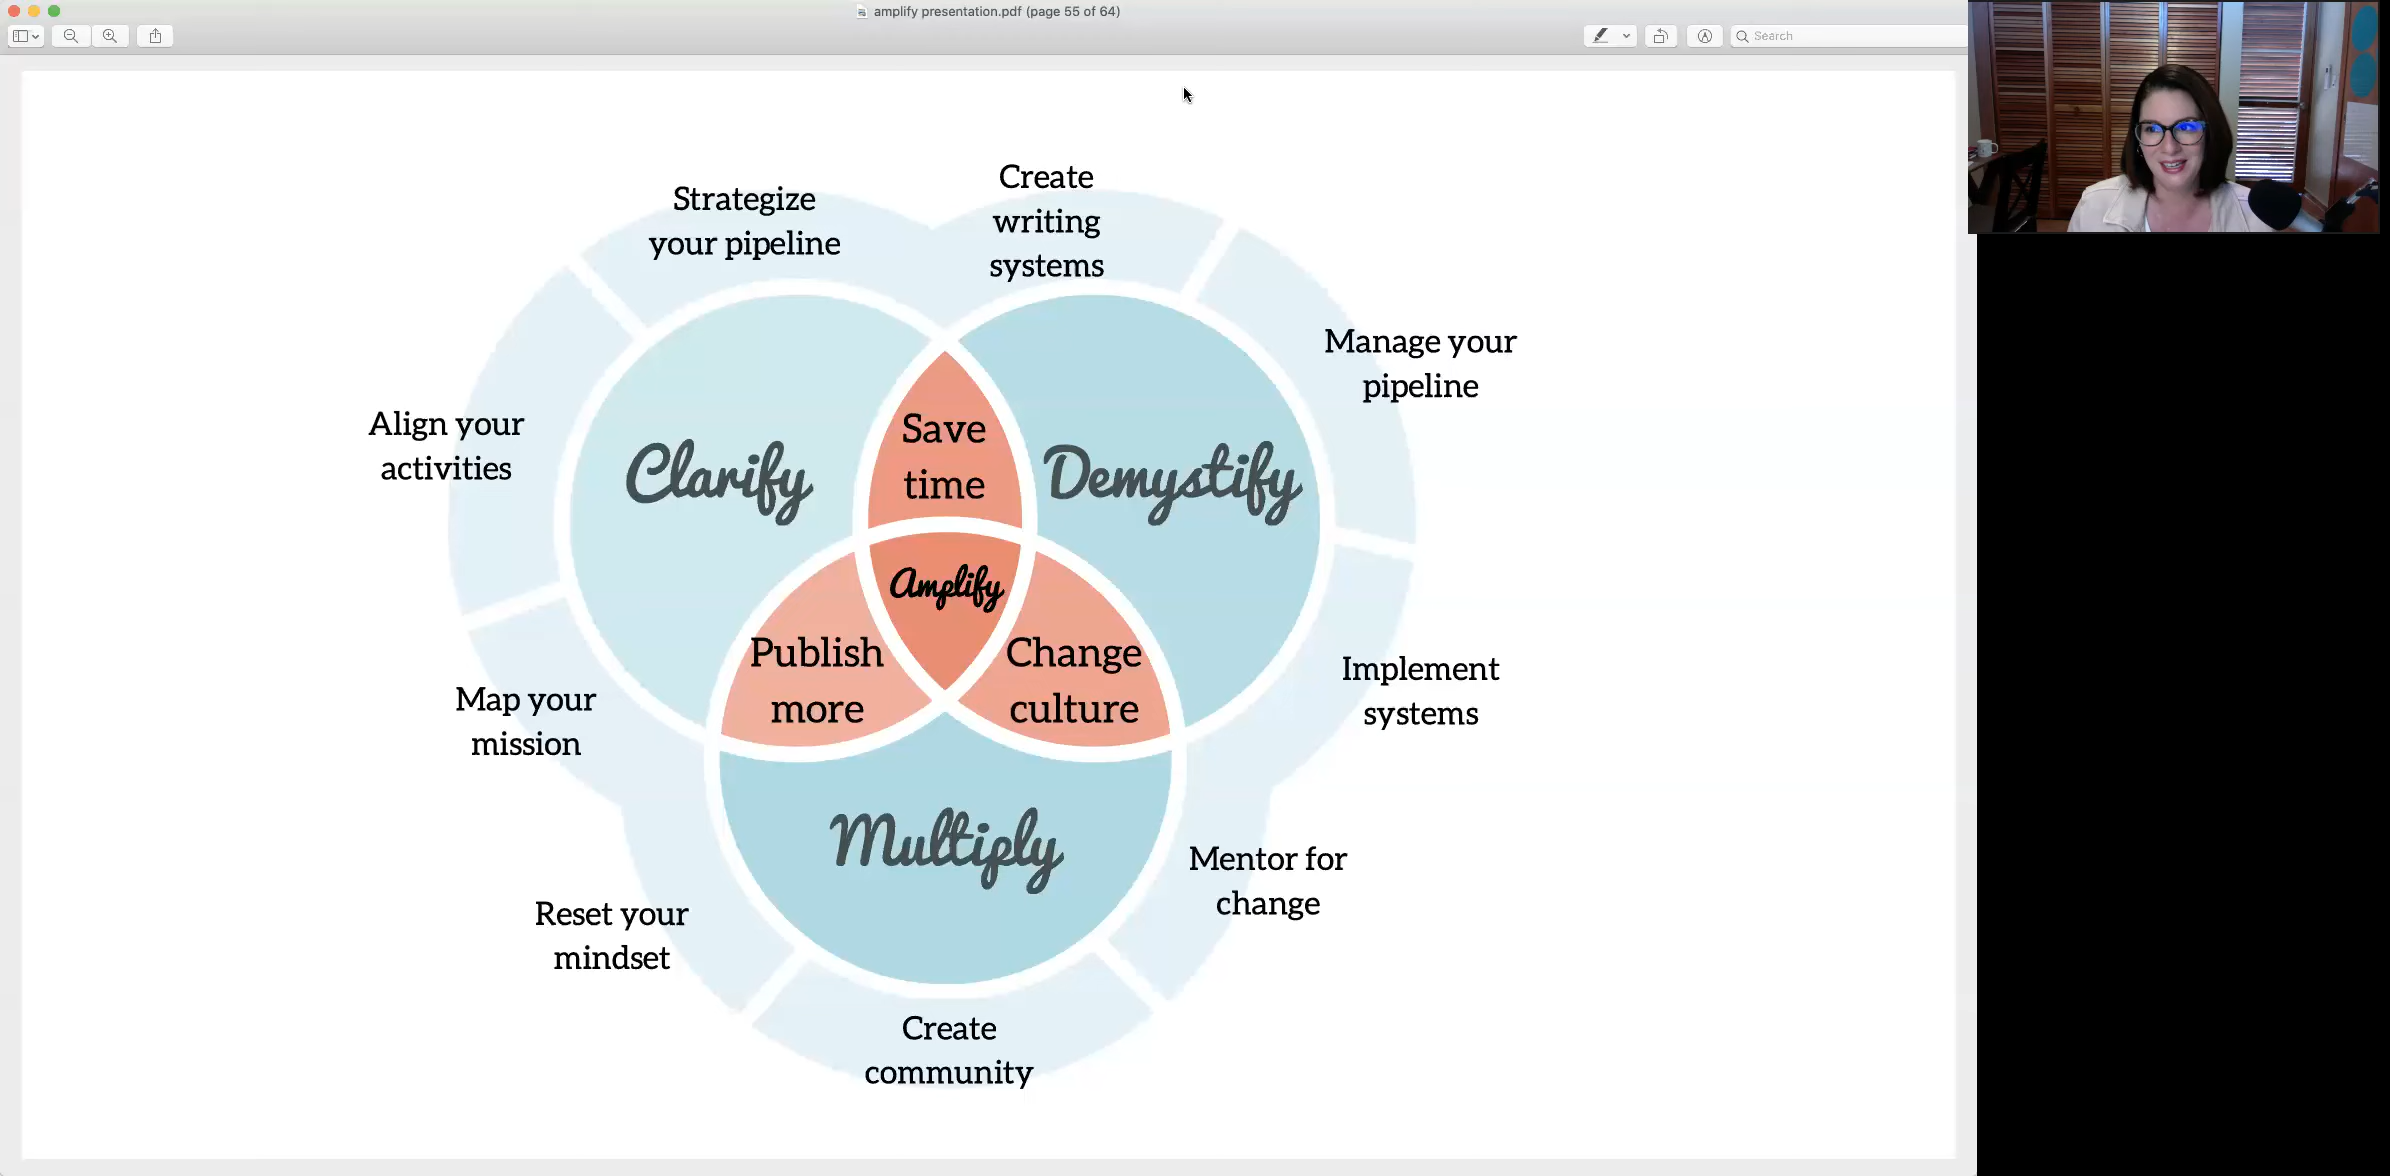 amplify presentation.pdf (page 55 of 64)
Search
Strategize
your pipeline
Create
writing
systems
Manage your
pipeline
Align your
activities
Clarify
Save
time
Demystify
Amplify
Publish
more
Change
culture
Map your
mission
Implement
systems
Multiply
Mentor for
change
Reset your
mindset
Create
community